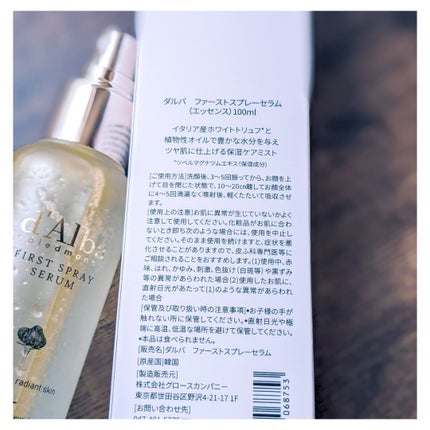 d'Alba
piedmont
FIRST SPRAY
SERUM
radiant skin
ダルバ ファーストスプレーセラム
（エッセンス）100ml
イタリア産ホワイトトリュフ*と
植物性オイルで豊かな水分を与え
ツヤ肌に仕上げる保湿ケアミスト
*ツベルマグナツムエキス（保湿成分）
[ご使用方法]洗顔後、3～5回振ってから、お顔を上
げて目を閉じた状態で、10～20㎝離してお顔全体
に4～5回満遍なく噴射後、軽くたたいて吸収させ
ます。
[使用上の注意]お肌に異常が生じていないかよく
注意して使用してください。化粧品がお肌に合わ
ないとき即ち次のような場合には、使用を中止し
てください。そのまま使用を続けますと、症状を悪
化させることがありますので、皮ふ科専門医等に
ご相談されることをおすすめします。(1)使用中、赤
味、はれ、かゆみ、刺激、色抜け(白斑等)や黒ずみ
等の異常があらわれた場合(2)使用したお肌に、
直射日光があたって(1)のような異常があらわれ
た場合
[保管及び取り扱い時の注意]•お子様の手が
触れない所に保管してください。•直射日光や極
端に高温、低温な場所を避けて保管してください。
•本品は食べられません。
[販売名]ダルバ ファーストスプレーセラム
[原産国]韓国
[製造販売元]
株式会社グロースカンパニー
東京都世田谷区野沢4-21-17 1F
[お問い合わせ先]
068753